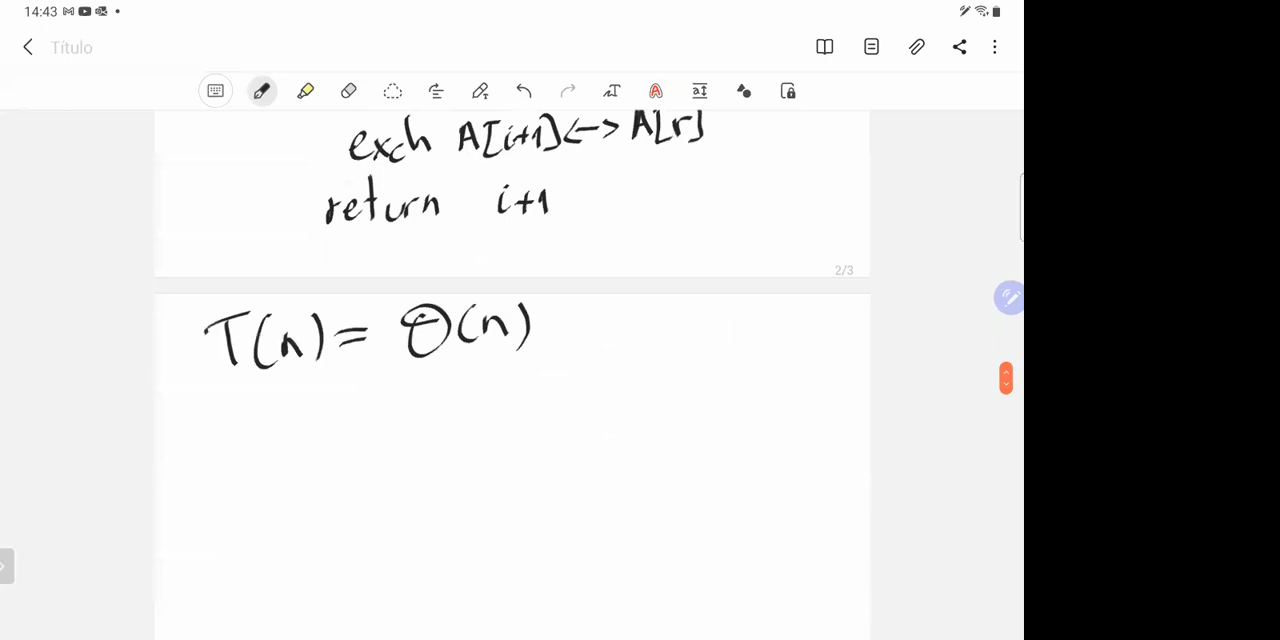 14:43
Título
exch A[i+1]<->A[r]
return i+1
2/3
T(n)= Θ(n)